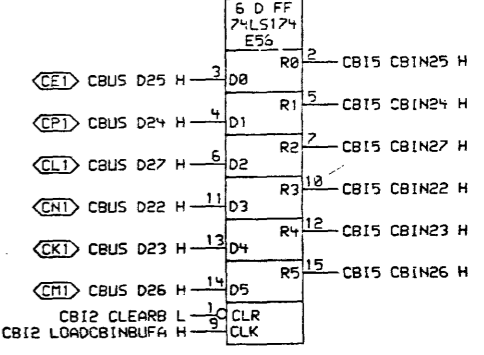 6 D FF
74LS174
E56
CE1 CBUS D25 H 3 D0 R0 2 CBI5 CBIN25 H
CP1 CBUS D24 H 4 D1 R1 5 CBI5 CBIN24 H
CL1 CBUS D27 H 6 D2 R2 7 CBI5 CBIN27 H
CN1 CBUS D22 H 11 D3 R3 10 CBI5 CBIN22 H
CK1 CBUS D23 H 13 D4 R4 12 CBI5 CBIN23 H
CM1 CBUS D26 H 14 D5 R5 15 CBI5 CBIN26 H
CBI2 CLEARB L 1 CLR
CBI2 LOADCBINBUFA H 9 CLK